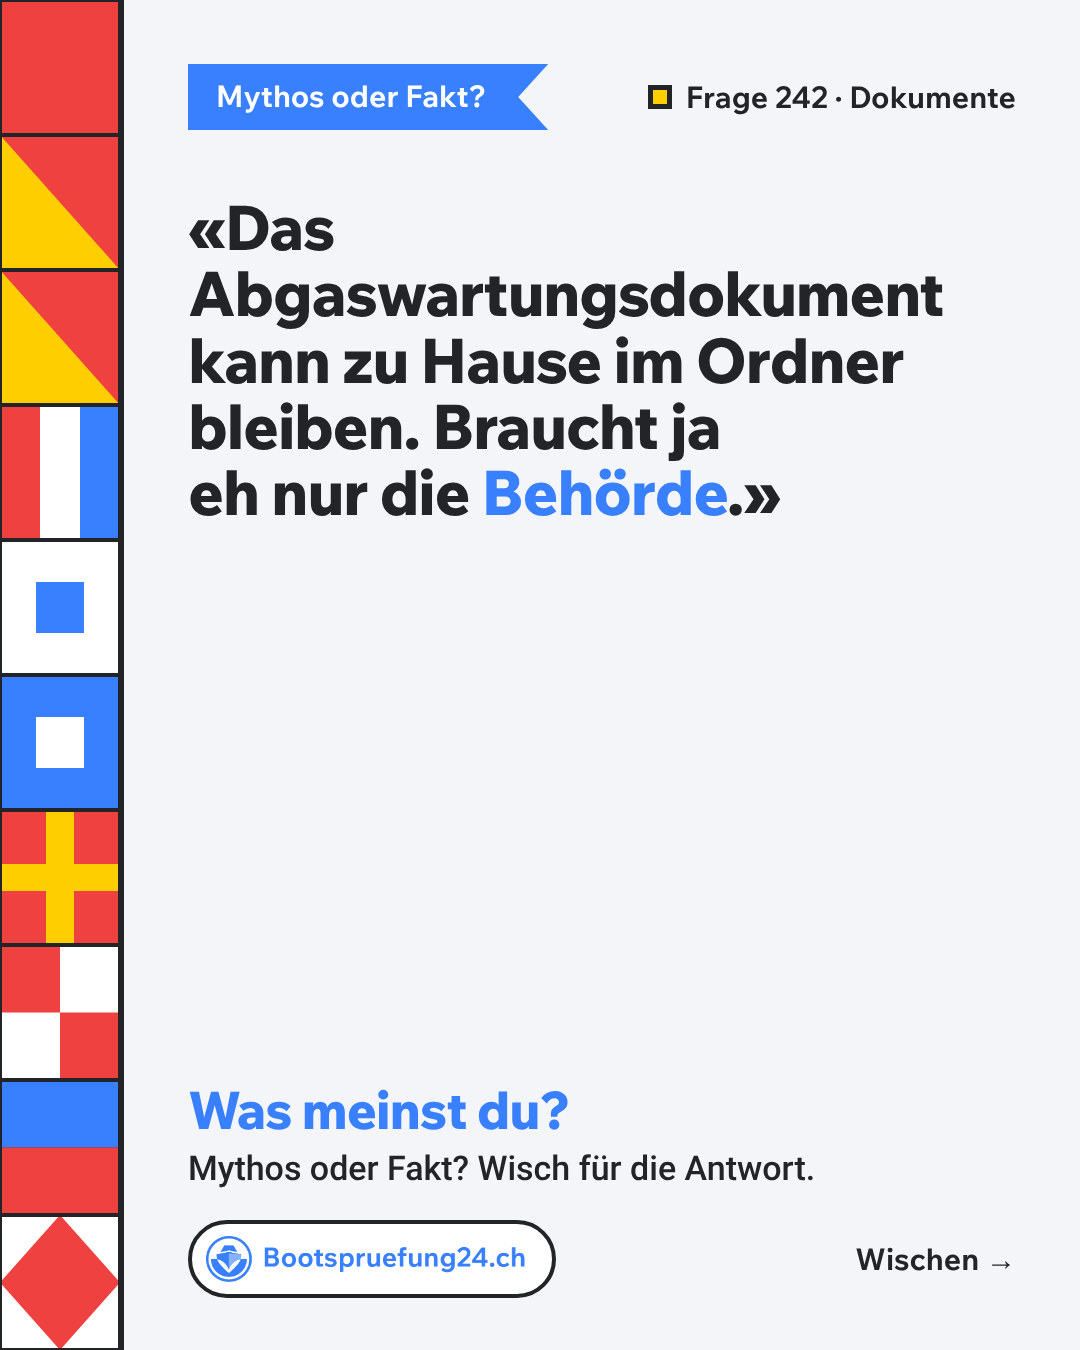 Mythos oder Fakt?
Frage 242 · Dokumente
«Das
Abgaswartungsdokument
kann zu Hause im Ordner
bleiben. Braucht ja
eh nur die Behörde.»
Was meinst du?
Mythos oder Fakt? Wisch für die Antwort.
Bootspruefung24.ch
Wischen →